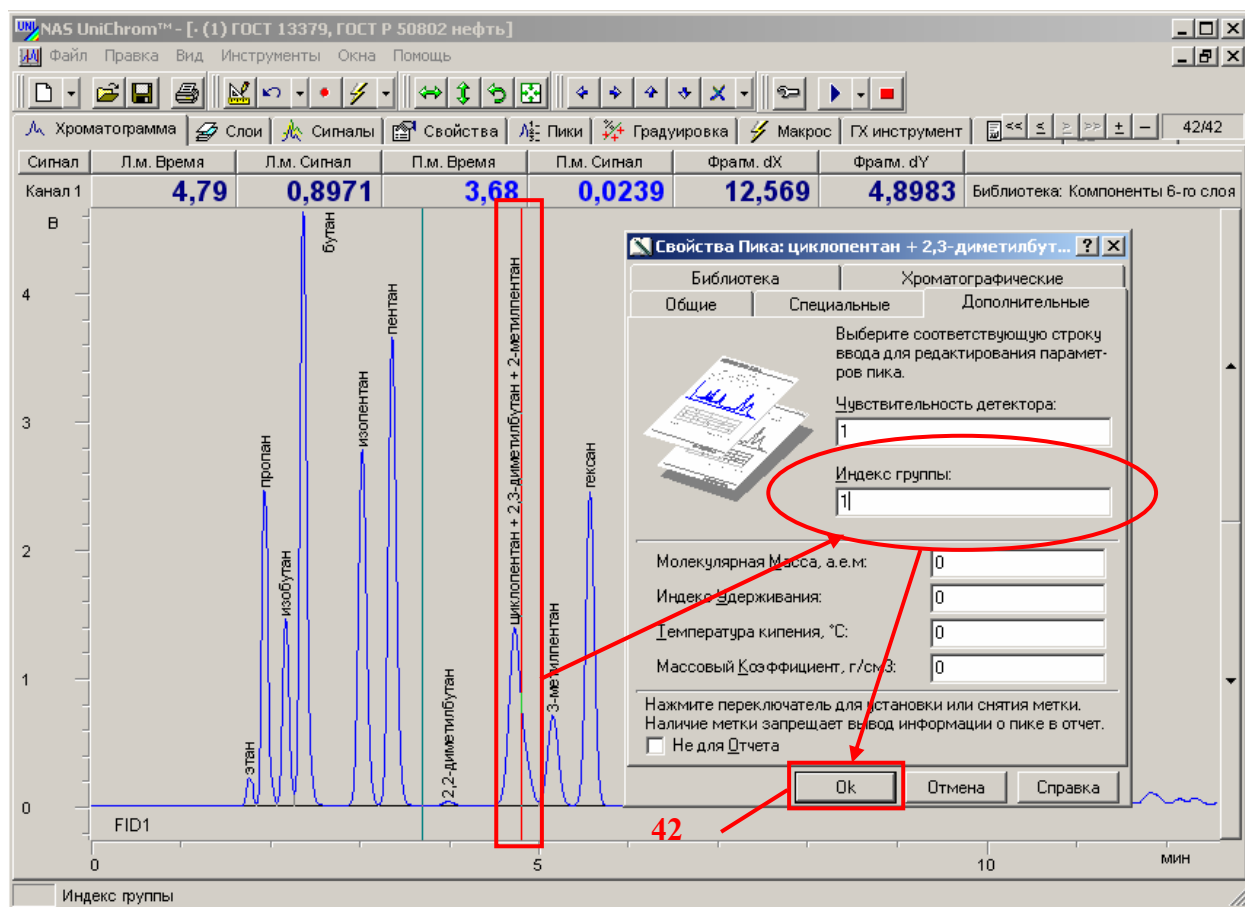 NAS UniChrom™ - [· (1) ГОСТ 13379, ГОСТ Р 50802 нефть]
Файл Правка Вид Инструменты Окна Помощь
Хроматограмма Слои Сигналы Свойства Пики Градуировка Макрос ГХ инструмент << ≤ ≥ >> ± – 42/42
Сигнал Л.м. Время Л.м. Сигнал П.м. Время П.м. Сигнал Фрагм. dX Фрагм. dY
Канал 1 4,79 0,8971 3,68 0,0239 12,569 4,8983 Библиотека: Компоненты 6-го слоя
В
4
3
2
1
0
этан
пропан
изобутан
бутан
изопентан
пентан
2,2-диметилбутан
циклопентан + 2,3-диметилбутан + 2-метилпентан
3-метилпентан
гексан
FID1
0 5 10 мин
Свойства Пика: циклопентан + 2,3-диметилбут... ? X
Библиотека Хроматографические
Общие Специальные Дополнительные
Выберите соответствующую строку
ввода для редактирования парамет-
ров пика.
Чувствительность детектора:
1
Индекс группы:
1
Молекулярная Масса, а.е.м: 0
Индекс Удерживания: 0
Температура кипения, °C: 0
Массовый Коэффициент, г/см3: 0
Нажмите переключатель для установки или снятия метки.
Наличие метки запрещает вывод информации о пике в отчет.
Не для Отчета
Ok Отмена Справка
42
Индекс группы